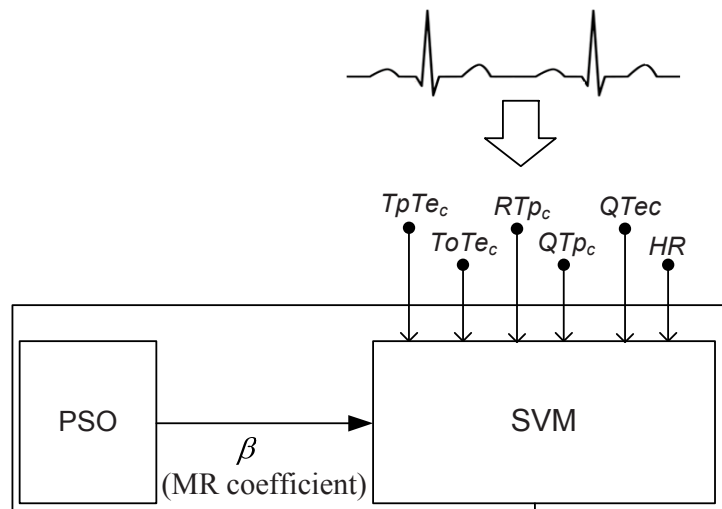 TpTec RTpc QTec
ToTec QTpc HR
PSO SVM
β
(MR coefficient)